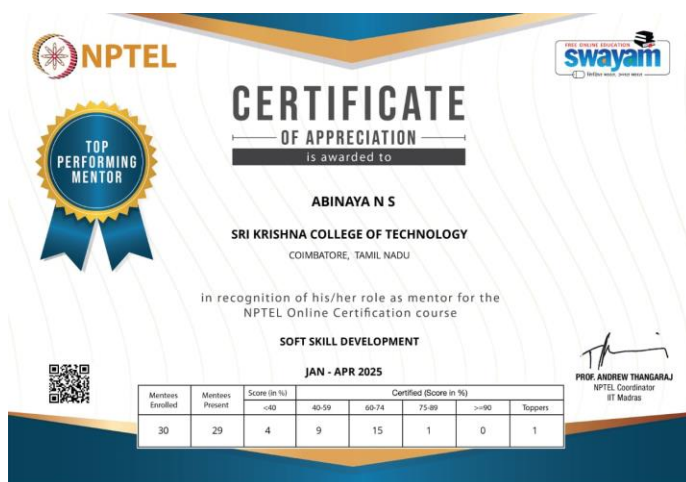 NPTEL
FREE ONLINE EDUCATION
swayam
शिक्षित भारत, उन्नत भारत
CERTIFICATE
OF APPRECIATION
is awarded to
TOP
PERFORMING
MENTOR
ABINAYA N S
SRI KRISHNA COLLEGE OF TECHNOLOGY
COIMBATORE, TAMIL NADU
in recognition of his/her role as mentor for the
NPTEL Online Certification course
SOFT SKILL DEVELOPMENT
JAN - APR 2025
PROF. ANDREW THANGARAJ
NPTEL Coordinator
IIT Madras
Mentees Enrolled Mentees Present Score (in %) Certified (Score in %)
<40 40-59 60-74 75-89 >=90 Toppers
30 29 4 9 15 1 0 1